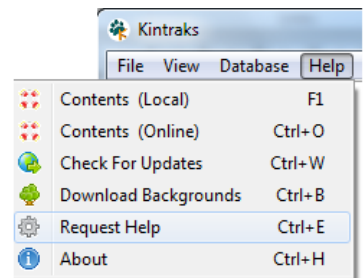 Kintraks
File View Database Help
Contents (Local) F1
Contents (Online) Ctrl+O
Check For Updates Ctrl+W
Download Backgrounds Ctrl+B
Request Help Ctrl+E
About Ctrl+H